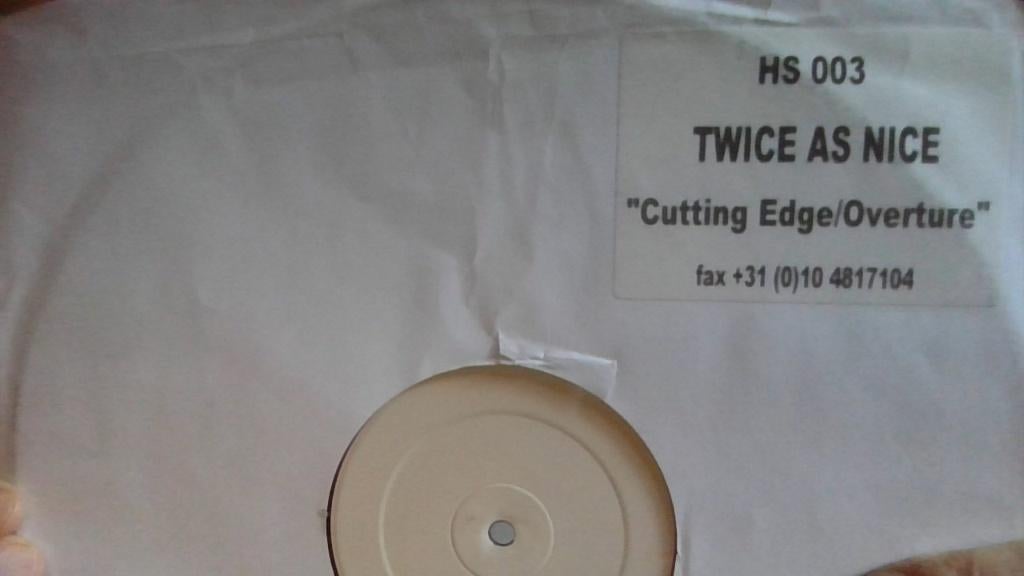 HS 003
TWICE AS NICE
"Cutting Edge/Overture"
fax +31 (0)10 4817104